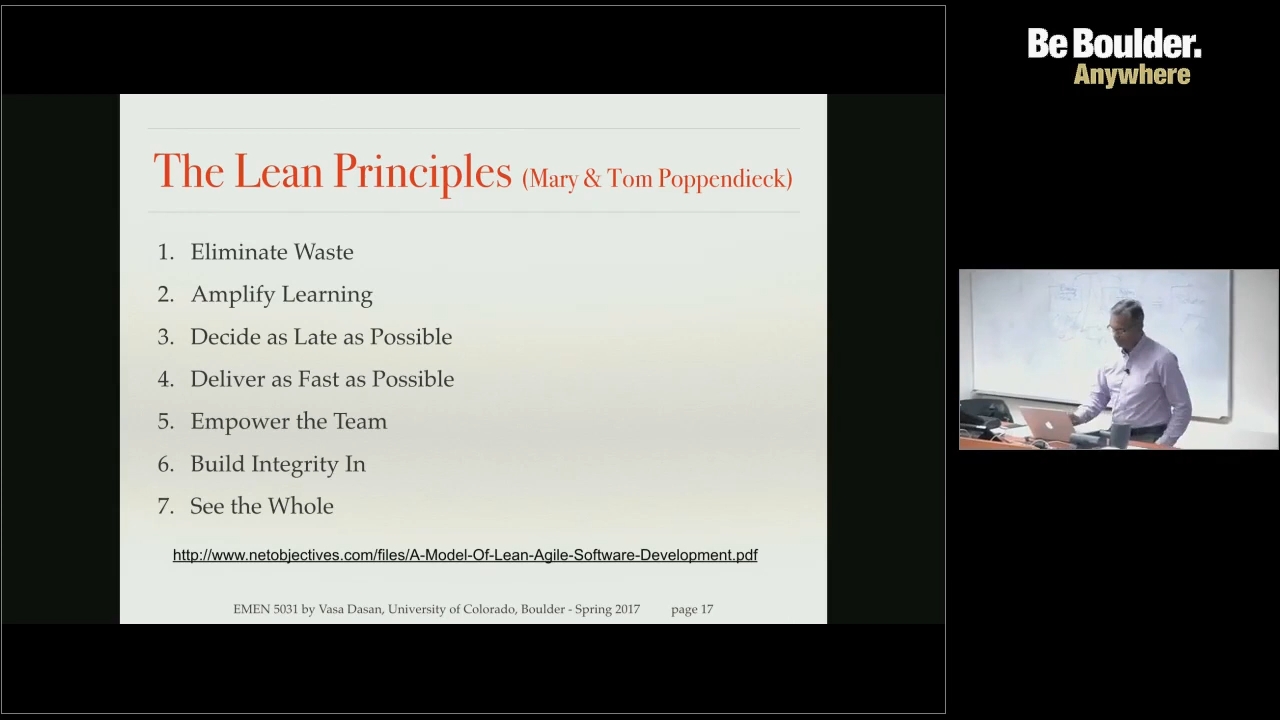 Be Boulder.
Anywhere
The Lean Principles (Mary & Tom Poppendieck)
1. Eliminate Waste
2. Amplify Learning
3. Decide as Late as Possible
4. Deliver as Fast as Possible
5. Empower the Team
6. Build Integrity In
7. See the Whole
http://www.netobjectives.com/files/A-Model-Of-Lean-Agile-Software-Development.pdf
EMEN 5031 by Vasa Dasan, University of Colorado, Boulder - Spring 2017 page 17